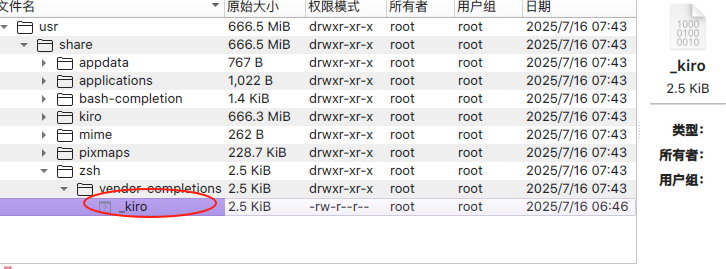 文件名 原始大小 权限模式 所有者 用户组 日期
usr 666.5 MiB drwxr-xr-x root root 2025/7/16 07:43
share 666.5 MiB drwxr-xr-x root root 2025/7/16 07:43
appdata 767 B drwxr-xr-x root root 2025/7/16 07:43
applications 1,022 B drwxr-xr-x root root 2025/7/16 07:43
bash-completion 1.4 KiB drwxr-xr-x root root 2025/7/16 07:43
kiro 666.3 MiB drwxr-xr-x root root 2025/7/16 07:43
mime 262 B drwxr-xr-x root root 2025/7/16 07:43
pixmaps 228.7 KiB drwxr-xr-x root root 2025/7/16 07:43
zsh 2.5 KiB drwxr-xr-x root root 2025/7/16 07:43
vendor-completions 2.5 KiB drwxr-xr-x root root 2025/7/16 07:43
_kiro 2.5 KiB -rw-r--r-- root root 2025/7/16 06:46
1000
0100
0010
_kiro
2.5 KiB
类型:
所有者:
用户组: